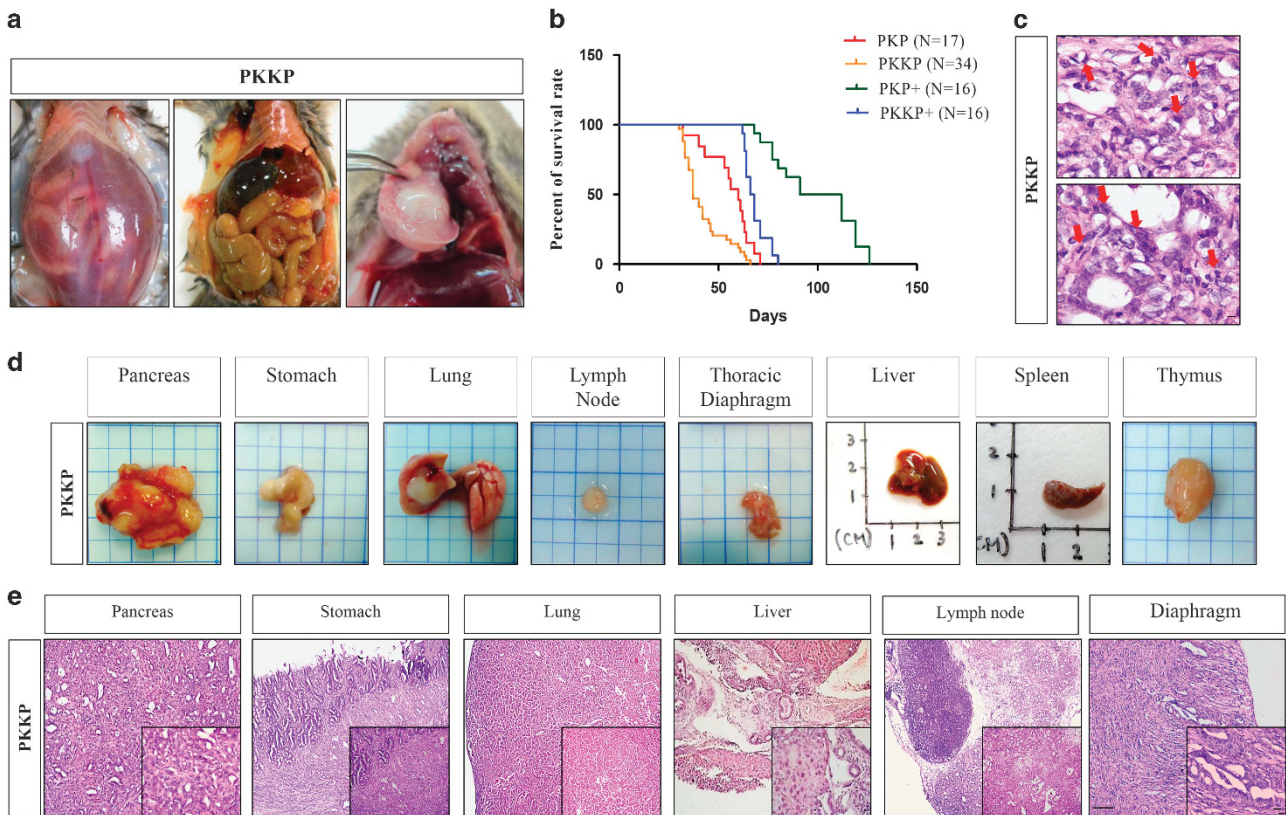 a
PKKP
b
150
100
50
0
Percent of survival rate
0
50
100
150
Days
PKP (N=17)
PKKP (N=34)
PKP+ (N=16)
PKKP+ (N=16)
c
PKKP
d
Pancreas
Stomach
Lung
Lymph
Node
Thoracic
Diaphragm
Liver
Spleen
Thymus
PKKP
3
2
1
(CM) 1 2 3
2
1
CM) 1 2
e
Pancreas
Stomach
Lung
Liver
Lymph node
Diaphragm
PKKP